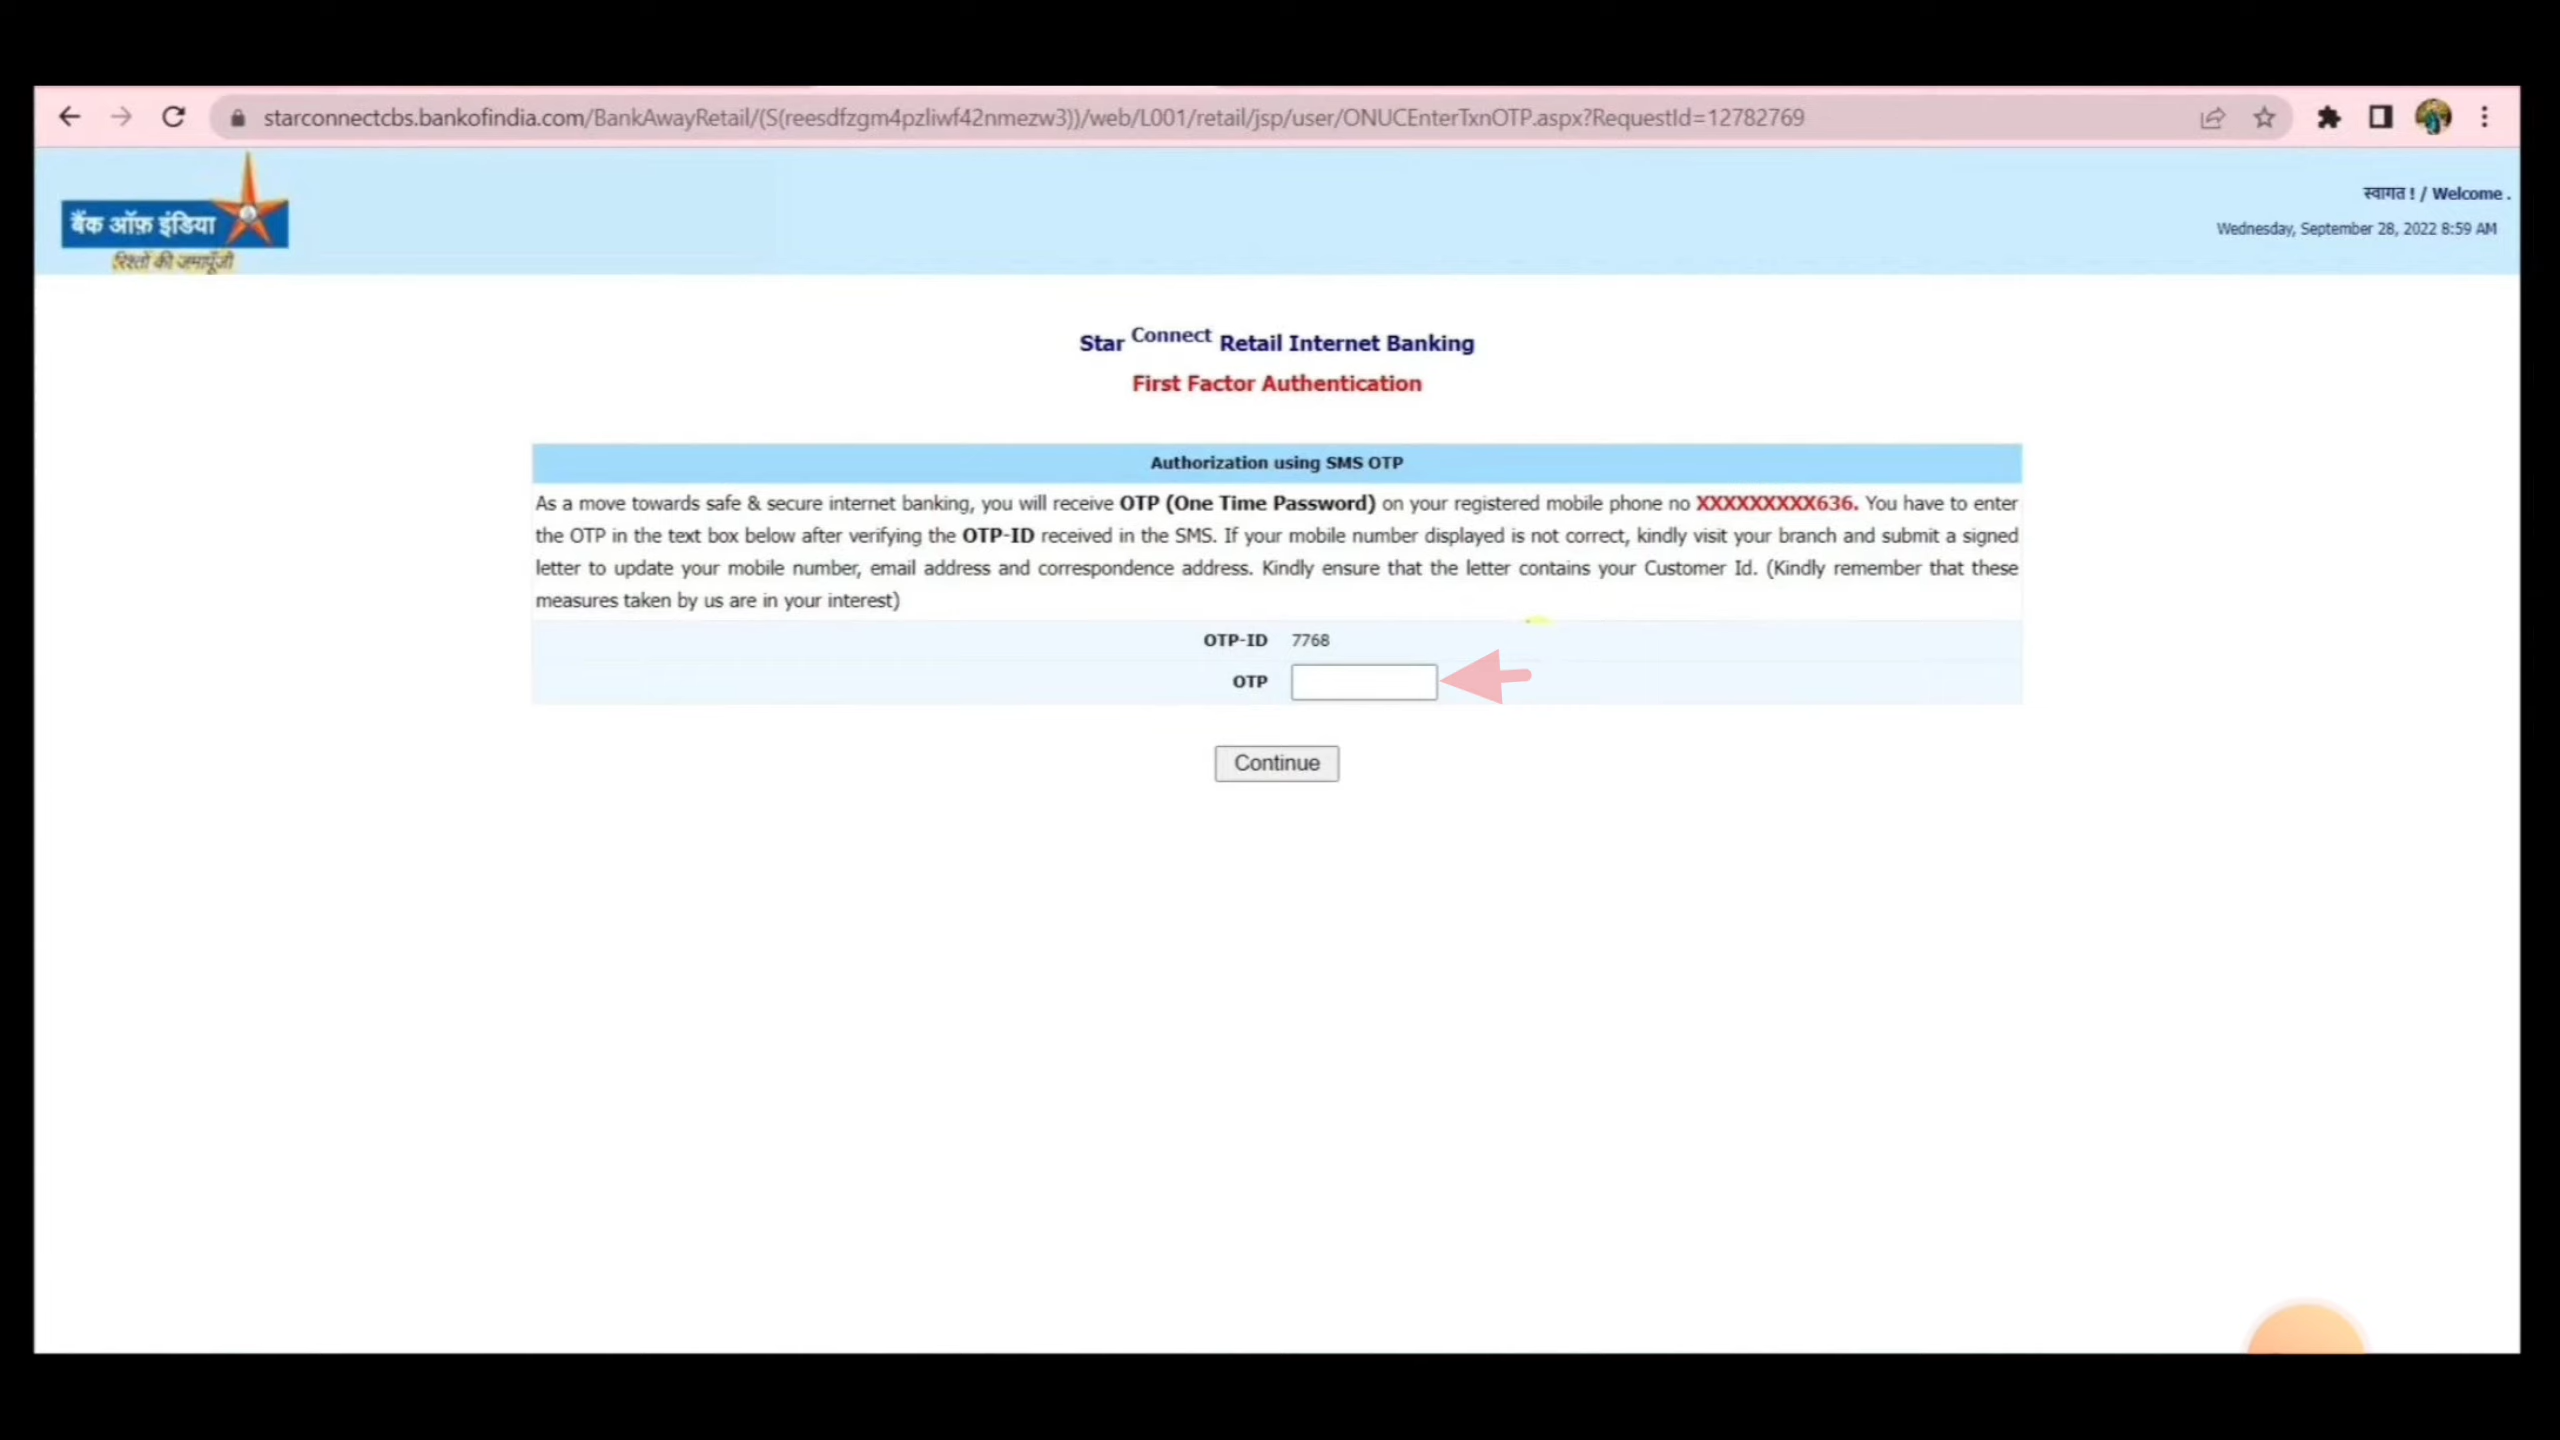 starconnectcbs.bankofindia.com/BankAwayRetail/(S(reesdfzgm4pzliwf42nmezw3))/web/L001/retail/jsp/user/ONUCEnterTxnOTP.aspx?RequestId=12782769
बैंक ऑफ़ इंडिया
रिश्तों की जमापूँजी
स्वागत ! / Welcome .
Wednesday, September 28, 2022 8:59 AM
Star Connect Retail Internet Banking
First Factor Authentication
Authorization using SMS OTP
As a move towards safe & secure internet banking, you will receive OTP (One Time Password) on your registered mobile phone no XXXXXXXXX636. You have to enter
the OTP in the text box below after verifying the OTP-ID received in the SMS. If your mobile number displayed is not correct, kindly visit your branch and submit a signed
letter to update your mobile number, email address and correspondence address. Kindly ensure that the letter contains your Customer Id. (Kindly remember that these
measures taken by us are in your interest)
OTP-ID 7768
OTP
Continue